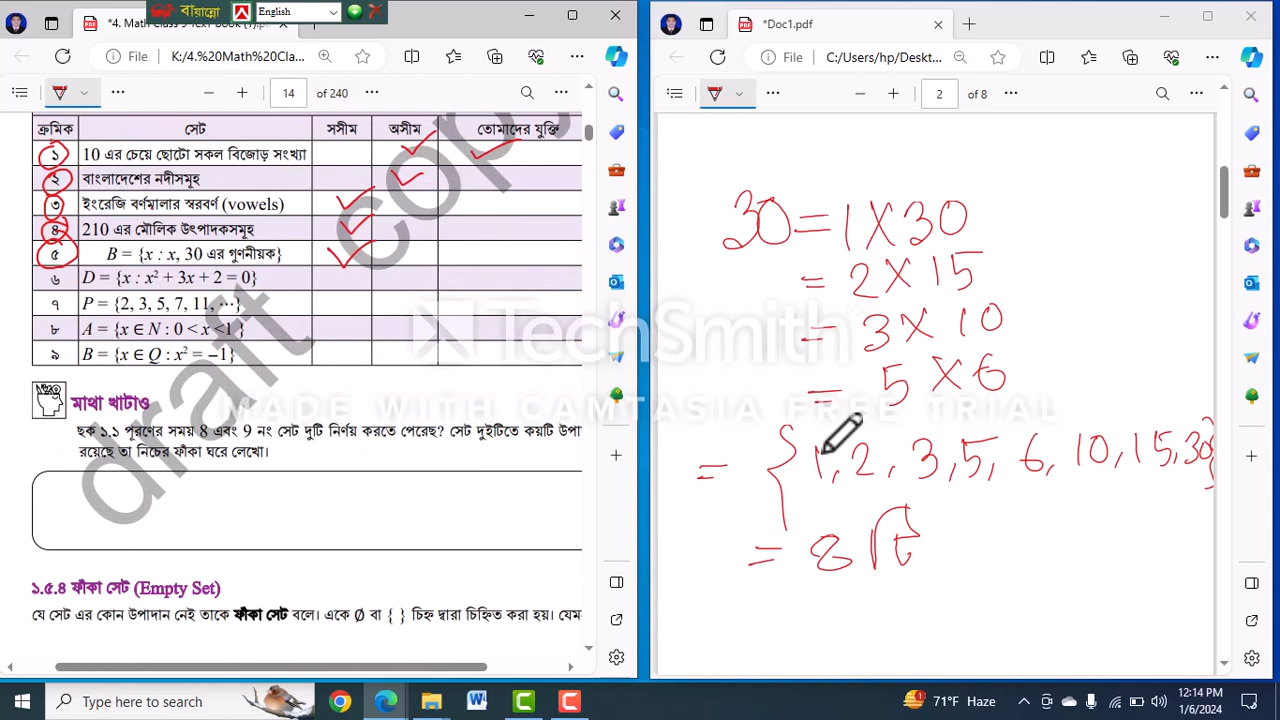 বায়ান্নো English
*4. Math Class 9 Text book (1).pdf
File K:/4.%20Math%20Cla...
14 of 240
ক্রমিক সেট সসীম অসীম তোমাদের যুক্তি
১ 10 এর চেয়ে ছোটো সকল বিজোড় সংখ্যা
২ বাংলাদেশের নদীসমূহ
৩ ইংরেজি বর্ণমালার স্বরবর্ণ (vowels)
৪ 210 এর মৌলিক উৎপাদকসমূহ
৫ B = {x : x, 30 এর গুণনীয়ক}
৬ D = {x : x² + 3x + 2 = 0}
৭ P = {2, 3, 5, 7, 11, ⋯}
৮ A = {x ∈ N : 0 < x <1 }
৯ B = {x ∈ Q : x² = −1}
draft copy
মাথা খাটাও
ছক ১.১ পূরণের সময় 8 এবং 9 নং সেট দুটি নির্ণয় করতে পেরেছ? সেট দুইটিতে কয়টি উপা
রয়েছে তা নিচের ফাঁকা ঘরে লেখো।
১.৫.৪ ফাঁকা সেট (Empty Set)
যে সেট এর কোন উপাদান নেই তাকে ফাঁকা সেট বলে। একে ∅ বা { } চিহ্ন দ্বারা চিহ্নিত করা হয়। যেমন
*Doc1.pdf
File C:/Users/hp/Deskt...
2 of 8
30 = 1 X 30
= 2 X 15
= 3 X 10
= 5 X 6
= { 1, 2, 3, 5, 6, 10, 15, 30 }
= 8 টি
TechSmith
MADE WITH CAMTASIA FREE TRIAL
Type here to search
71°F Haze
12:14 PM
1/6/2024